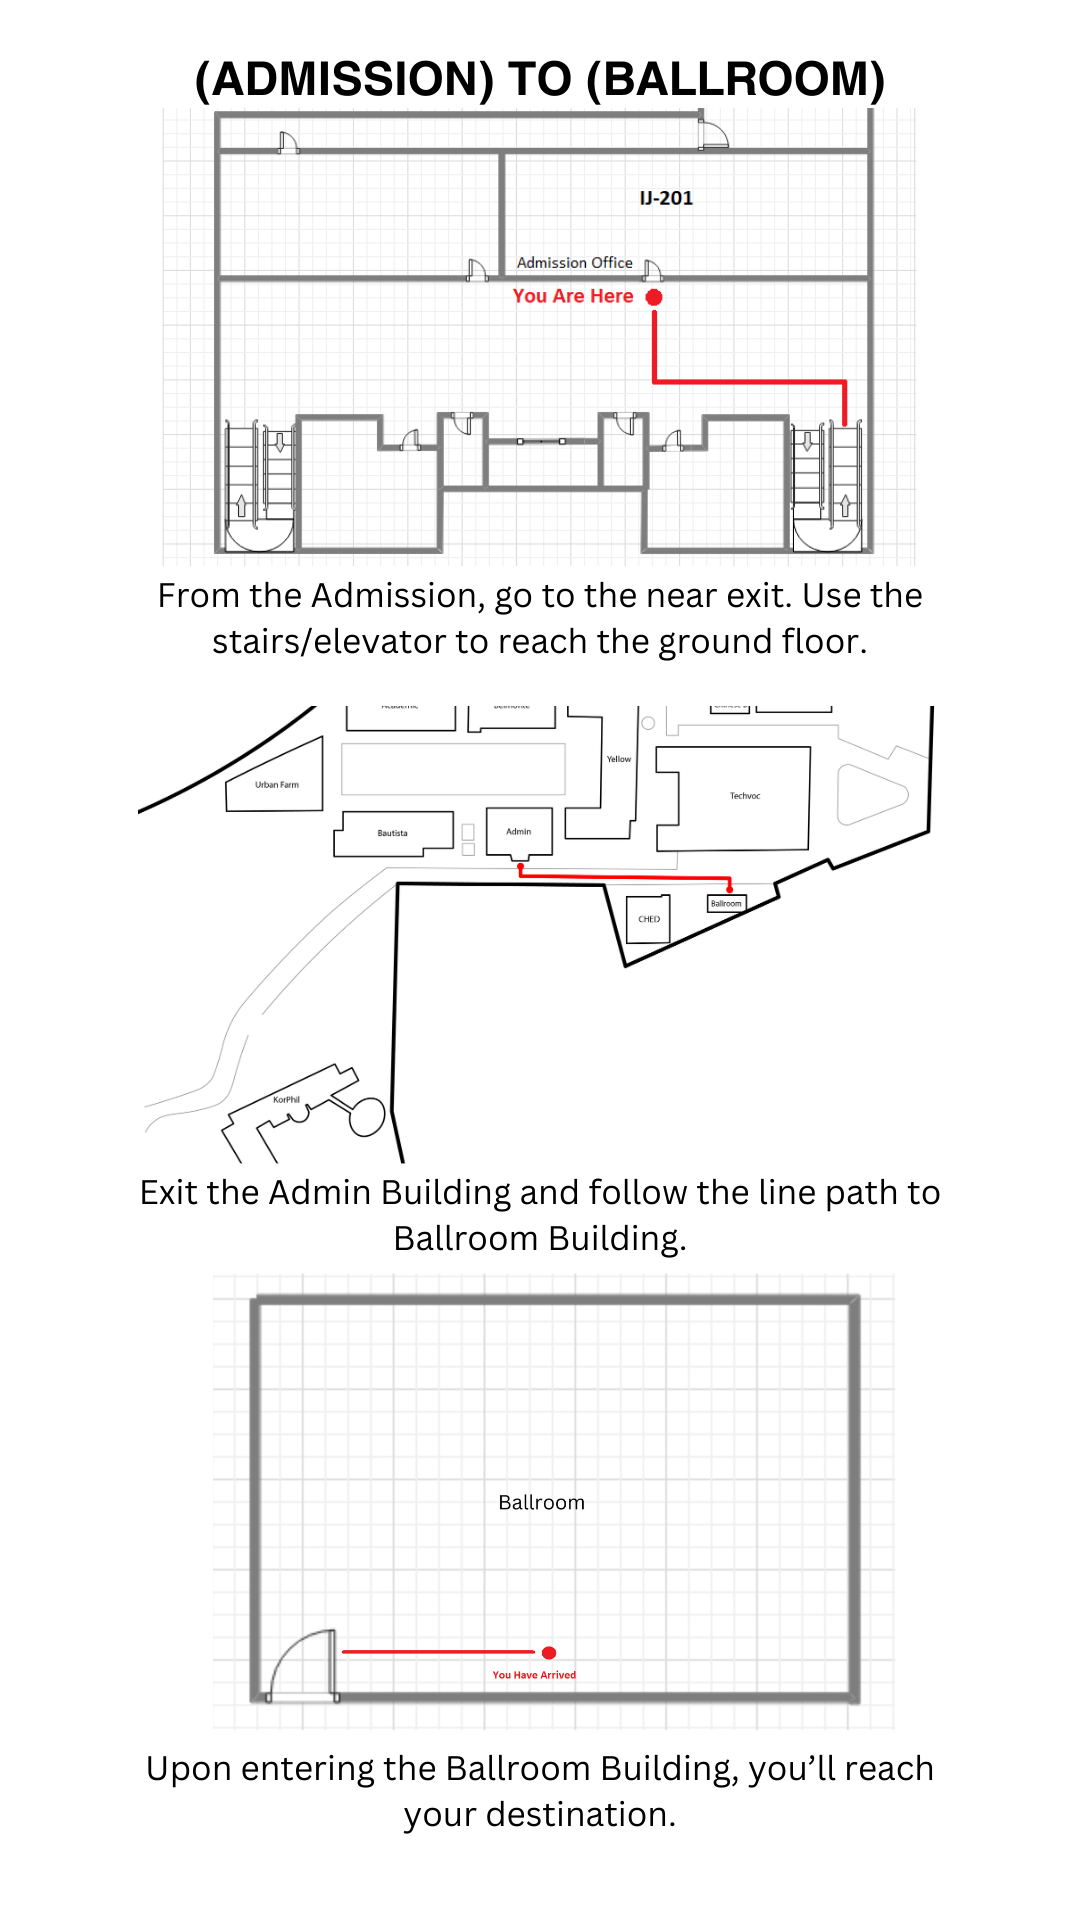 (ADMISSION) TO (BALLROOM)
IJ-201
Admission Office
You Are Here
From the Admission, go to the near exit. Use the
stairs/elevator to reach the ground floor.
Academic
Belmonte
Yellow
Urban Farm
Techvoc
Bautista
Admin
Ballroom
CHED
KorPhil
Exit the Admin Building and follow the line path to
Ballroom Building.
Ballroom
You Have Arrived
Upon entering the Ballroom Building, you’ll reach
your destination.